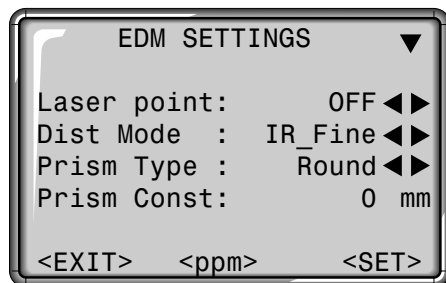 EDM SETTINGS ▼
Laser point: OFF ◀▶
Dist Mode : IR_Fine ◀▶
Prism Type : Round ◀▶
Prism Const: 0 mm
<EXIT> <ppm> <SET>